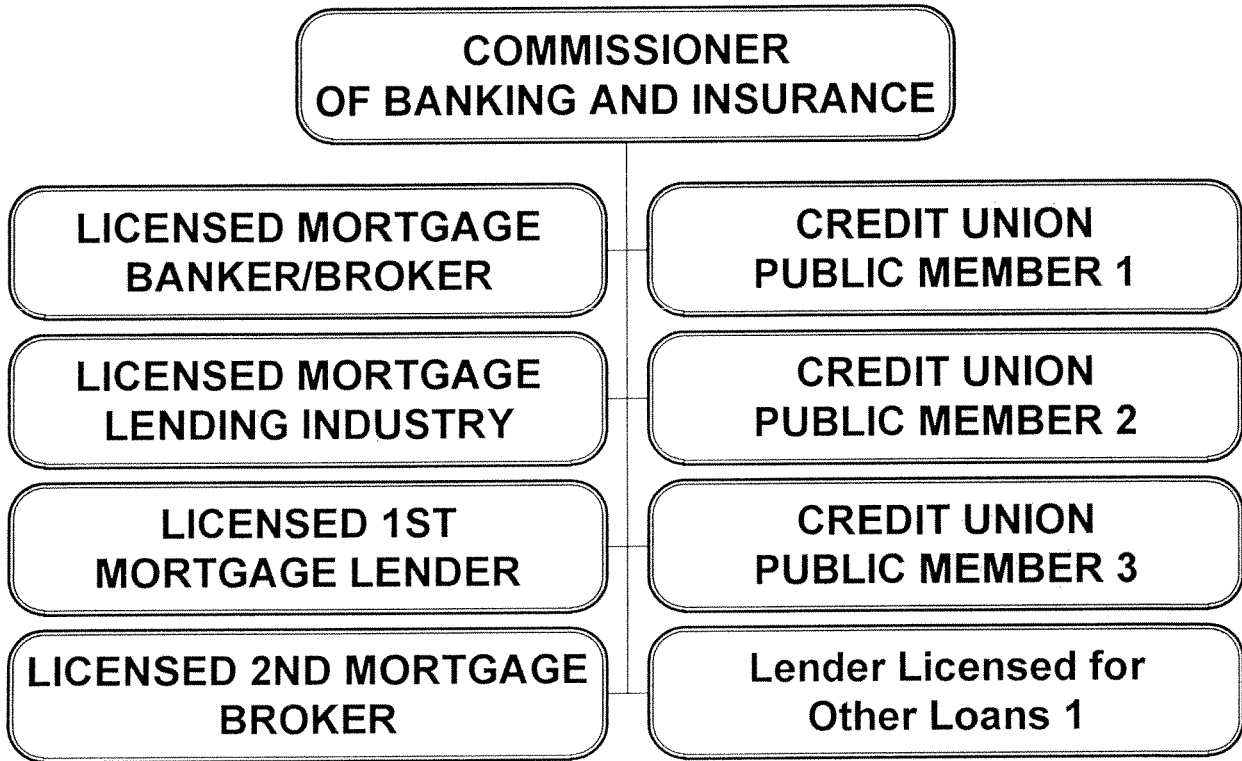 COMMISSIONER
OF BANKING AND INSURANCE
LICENSED MORTGAGE
BANKER/BROKER
CREDIT UNION
PUBLIC MEMBER 1
LICENSED MORTGAGE
LENDING INDUSTRY
CREDIT UNION
PUBLIC MEMBER 2
LICENSED 1ST
MORTGAGE LENDER
CREDIT UNION
PUBLIC MEMBER 3
LICENSED 2ND MORTGAGE
BROKER
Lender Licensed for
Other Loans 1